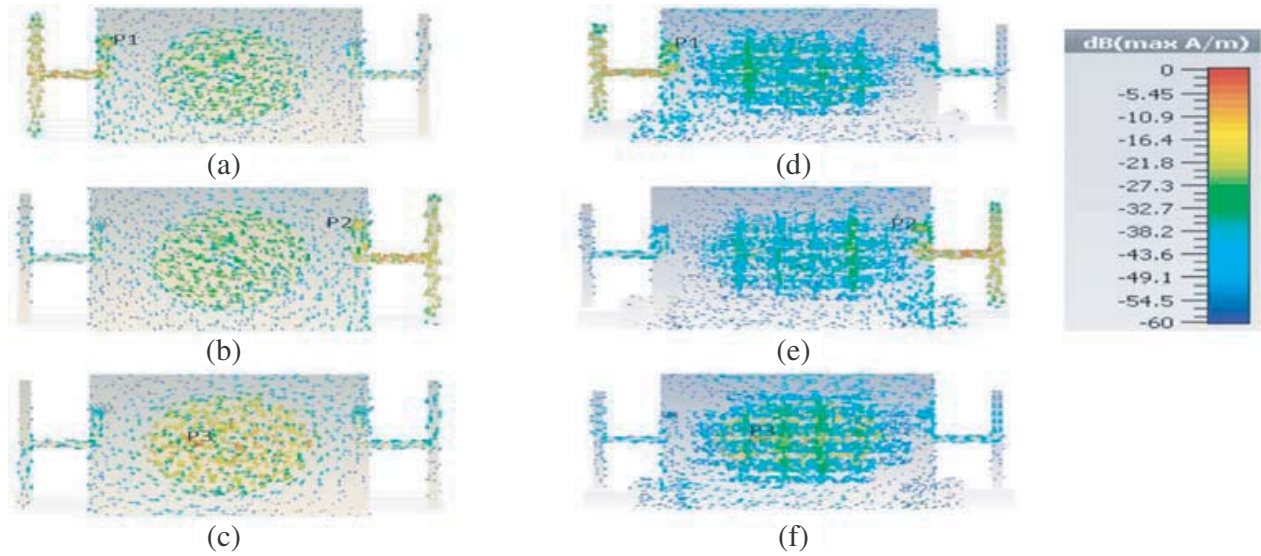 P1
(a)
P1
(d)
P2
(b)
P2
(e)
P3
(c)
P3
(f)
dB(max A/m)
0
-5.45
-10.9
-16.4
-21.8
-27.3
-32.7
-38.2
-43.6
-49.1
-54.5
-60